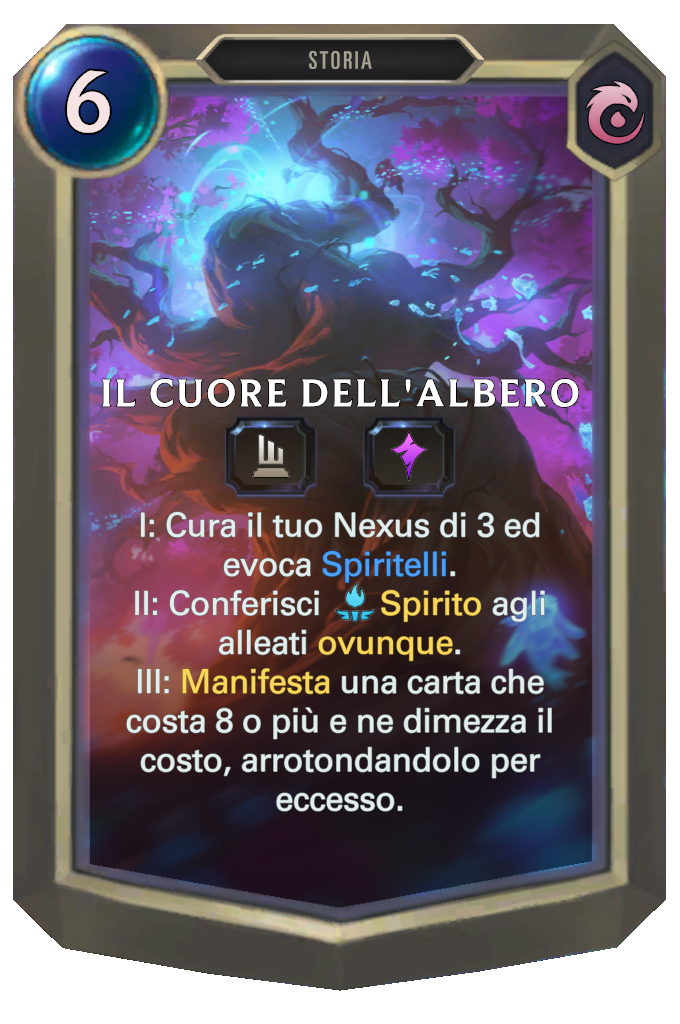 6
STORIA
IL CUORE DELL'ALBERO
I: Cura il tuo Nexus di 3 ed
evoca Spiritelli.
II: Conferisci Spirito agli
alleati ovunque.
III: Manifesta una carta che
costa 8 o più e ne dimezza il
costo, arrotondandolo per
eccesso.